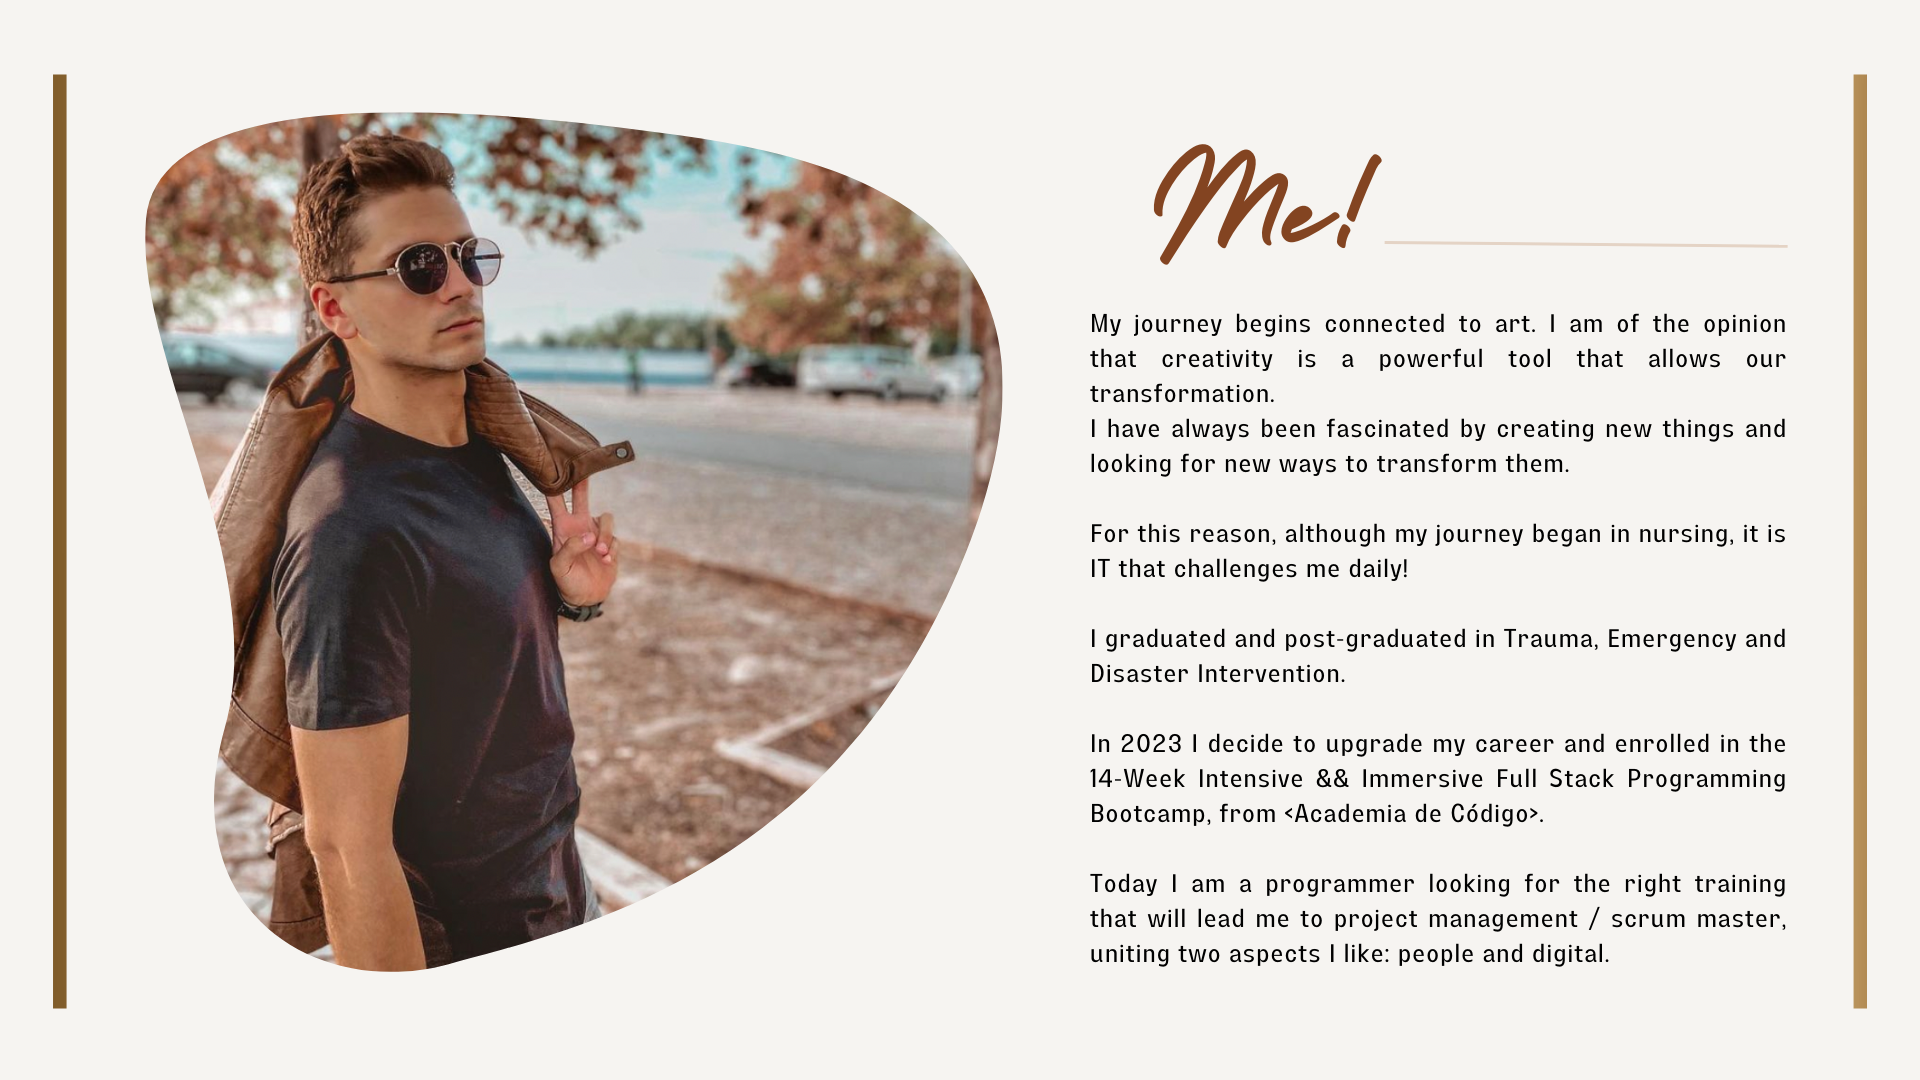 Me!
My journey begins connected to art. I am of the opinion
that creativity is a powerful tool that allows our
transformation.
I have always been fascinated by creating new things and
looking for new ways to transform them.
For this reason, although my journey began in nursing, it is
IT that challenges me daily!
I graduated and post-graduated in Trauma, Emergency and
Disaster Intervention.
In 2023 I decide to upgrade my career and enrolled in the
14-Week Intensive && Immersive Full Stack Programming
Bootcamp, from <Academia de Código>.
Today I am a programmer looking for the right training
that will lead me to project management / scrum master,
uniting two aspects I like: people and digital.